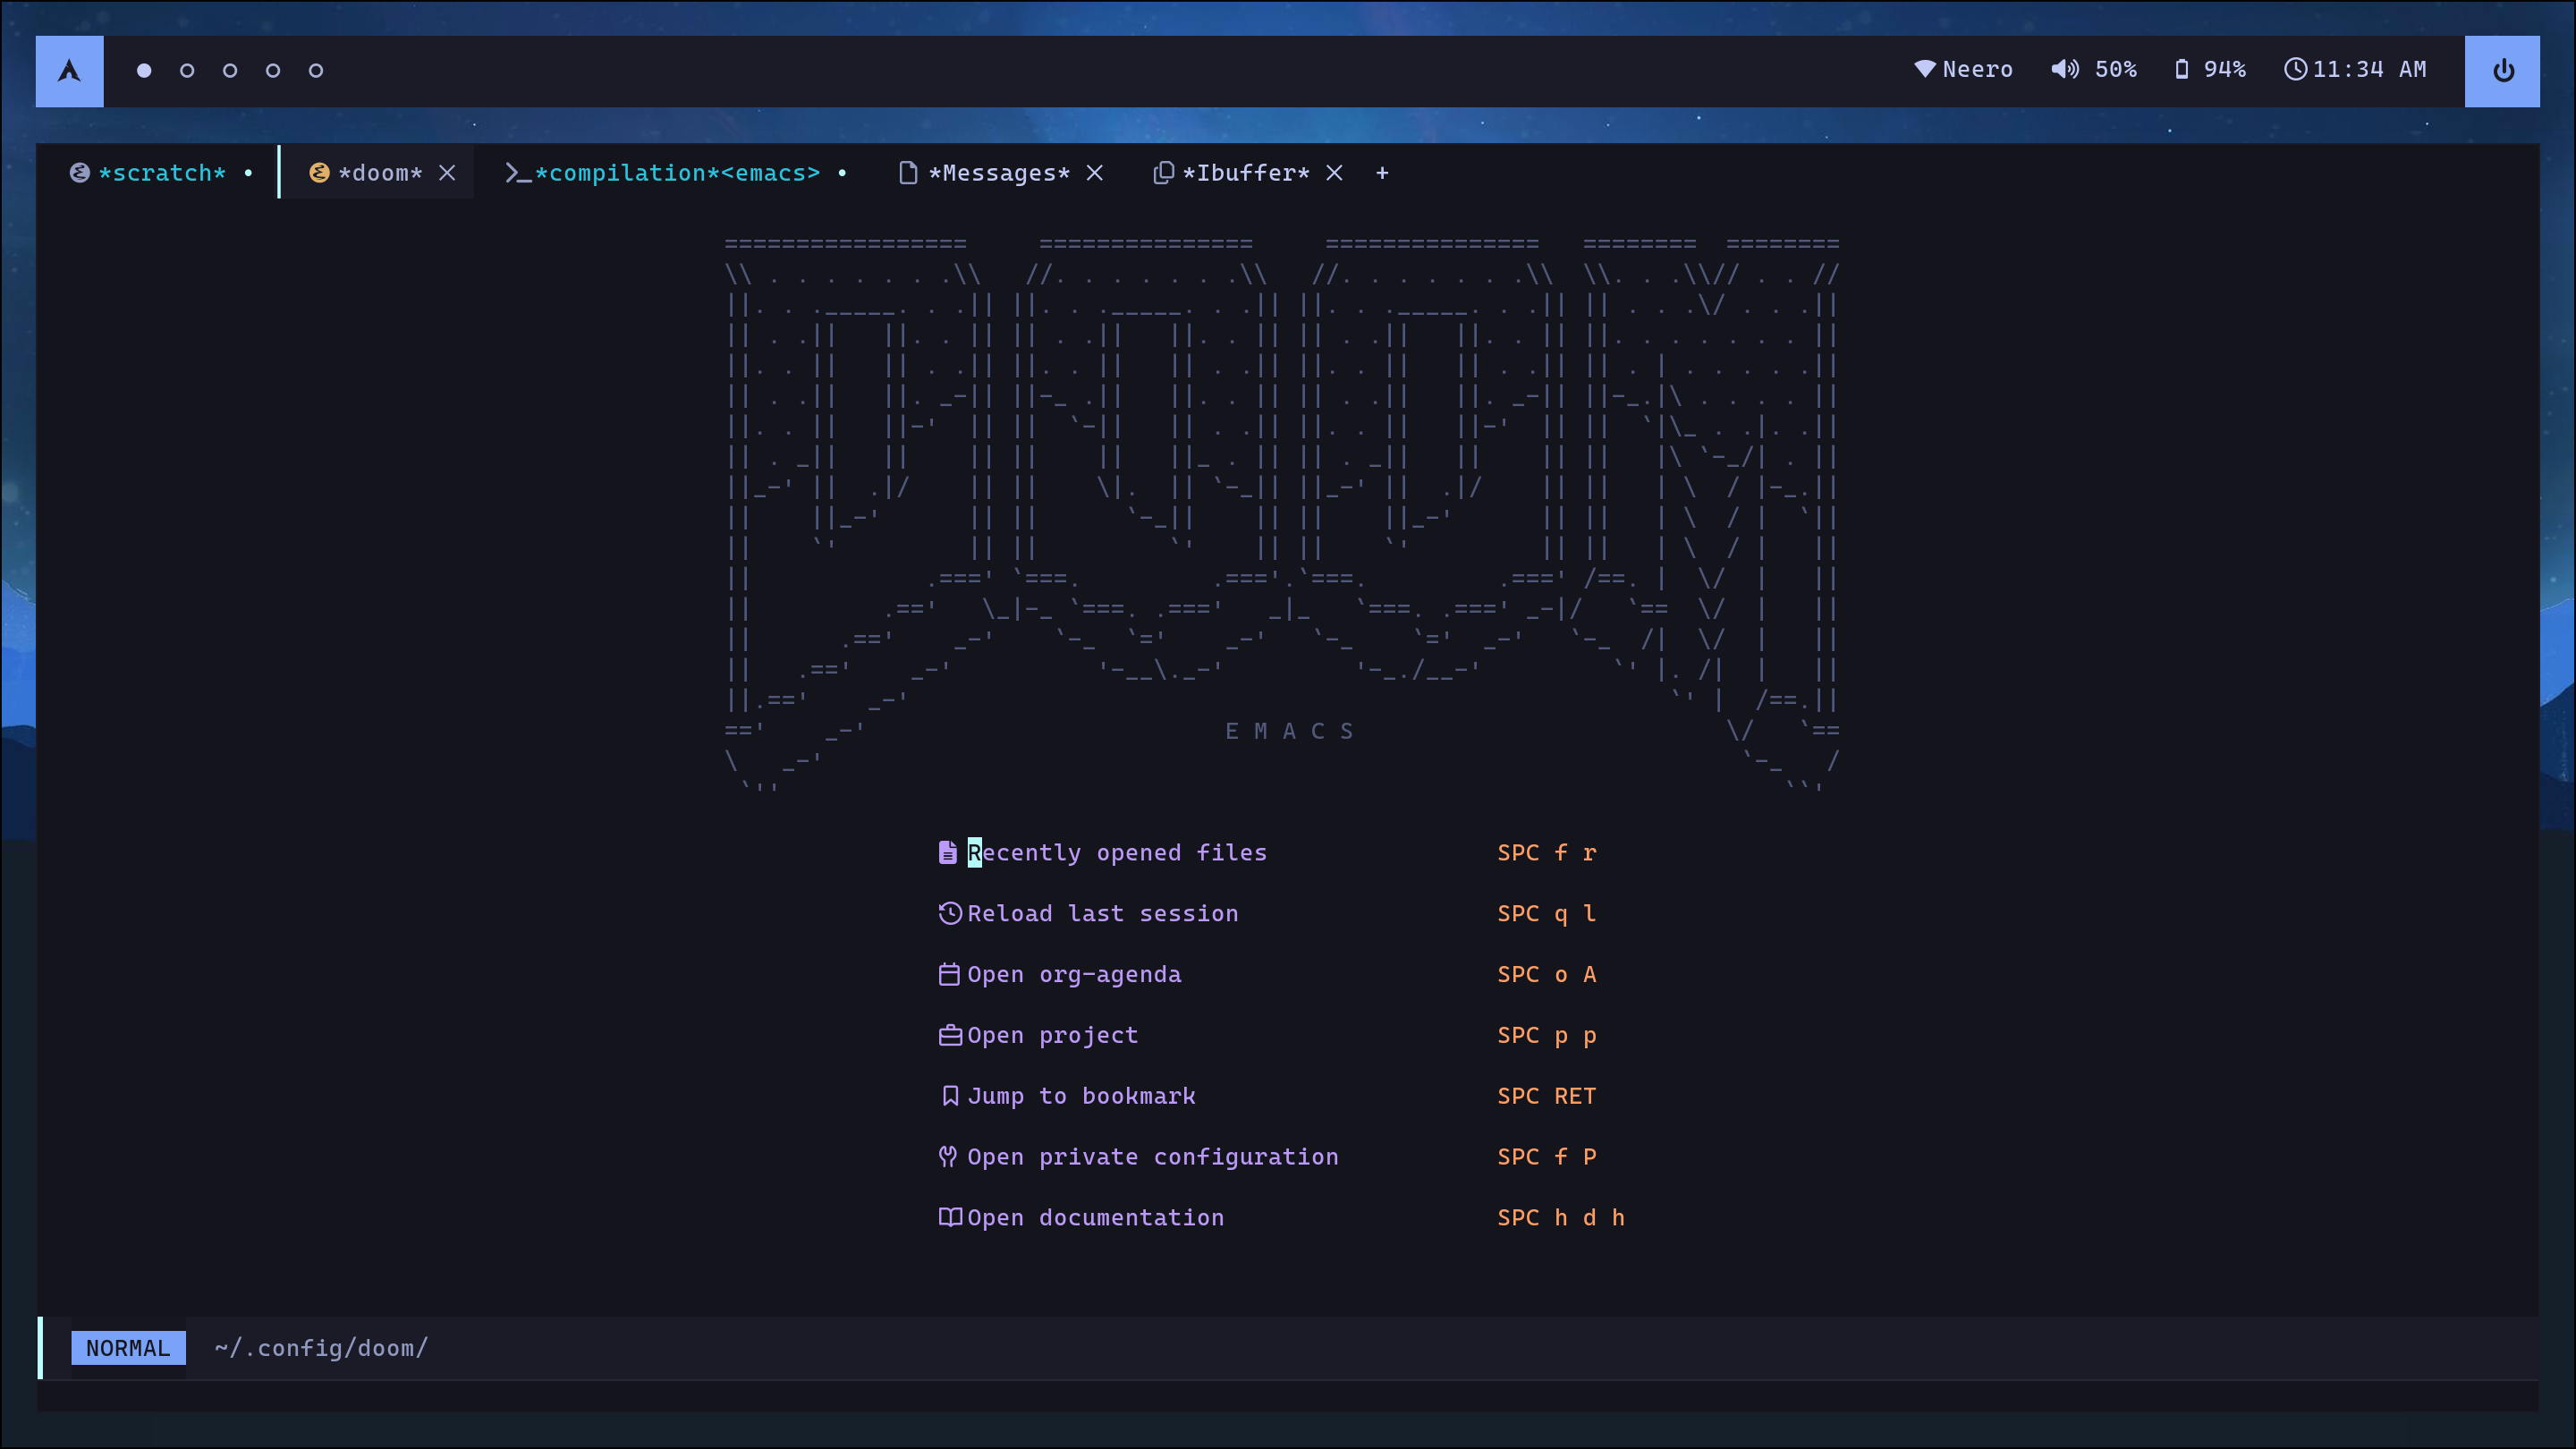 Neero 50% 94% 11:34 AM
*scratch* • *doom* *compilation*<emacs> • *Messages* *Ibuffer* +
E M A C S
Recently opened files SPC f r
Reload last session SPC q l
Open org-agenda SPC o A
Open project SPC p p
Jump to bookmark SPC RET
Open private configuration SPC f P
Open documentation SPC h d h
NORMAL ~/.config/doom/